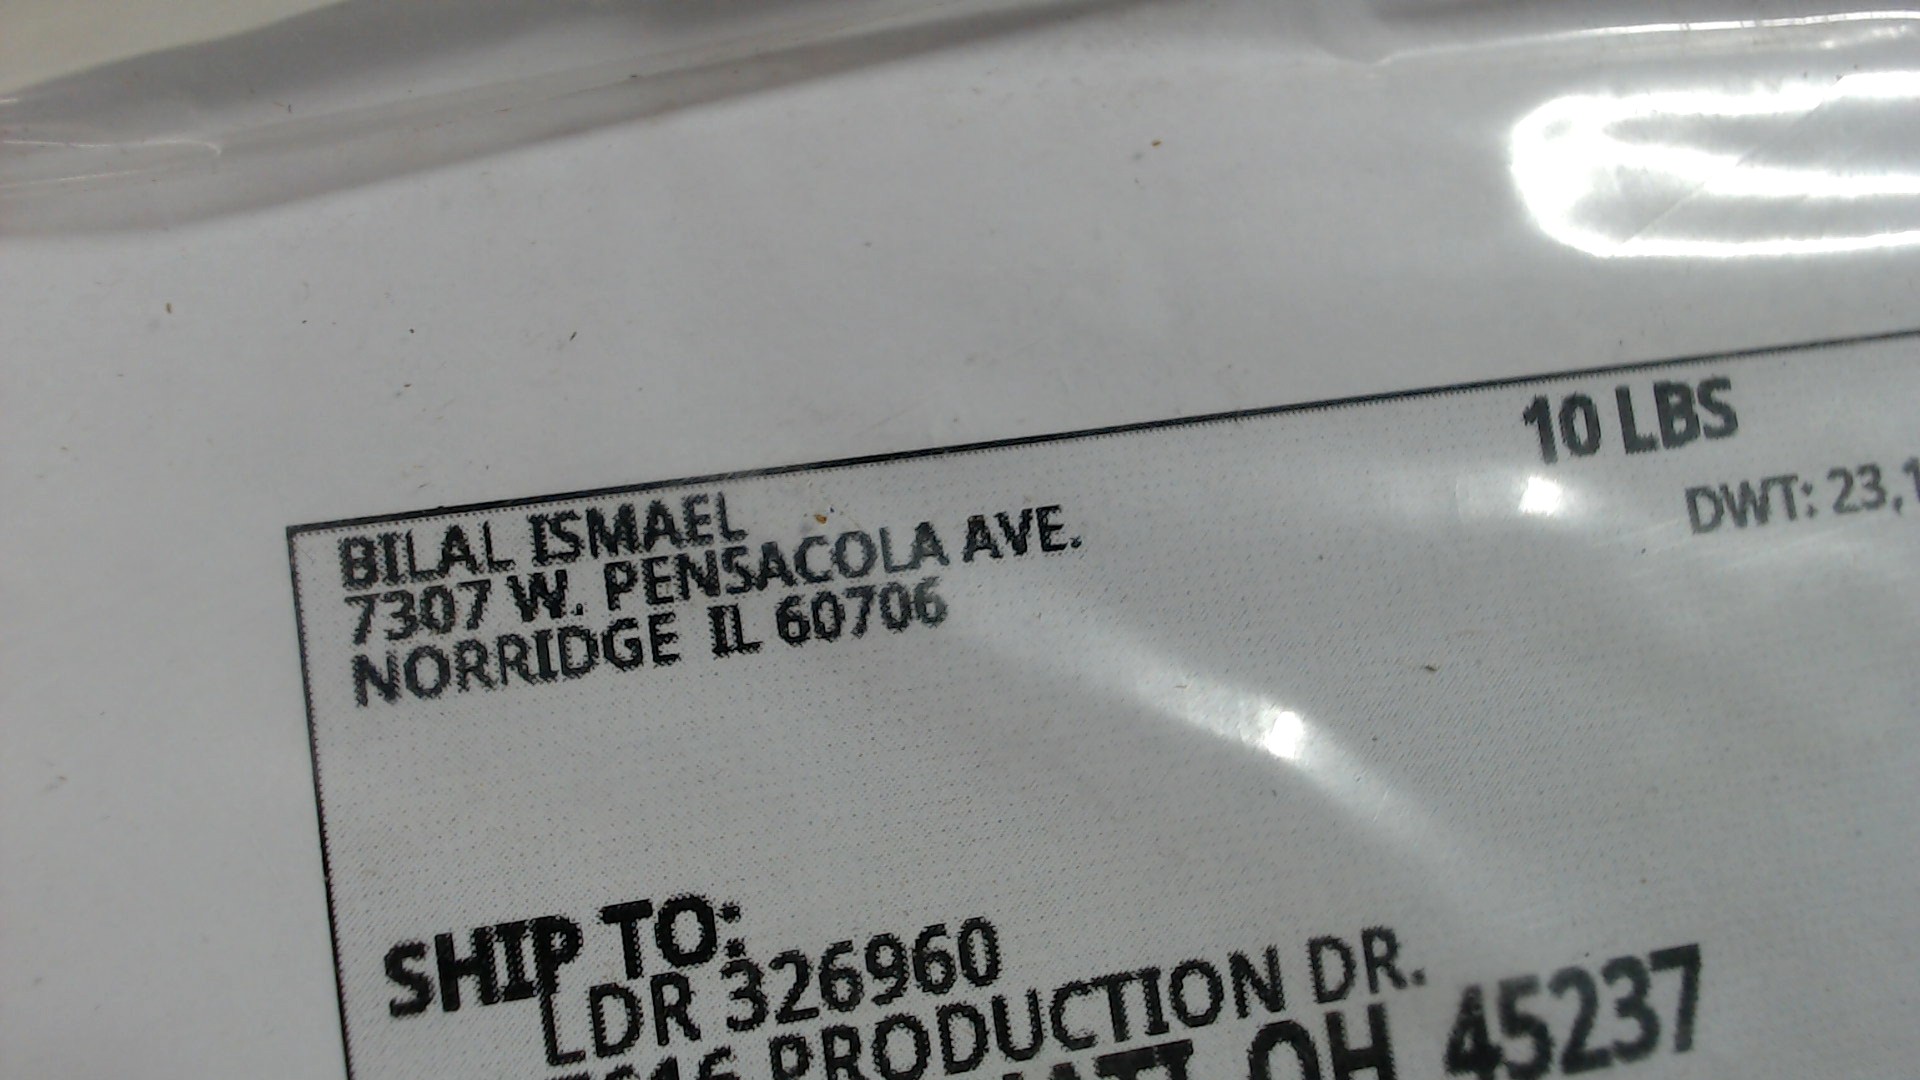 BILAL ISMAEL
7307 W. PENSACOLA AVE.
NORRIDGE IL 60706
10 LBS
DWT: 23,1
SHIP TO:
LDR 326960
PRODUCTION DR.
OH 45237